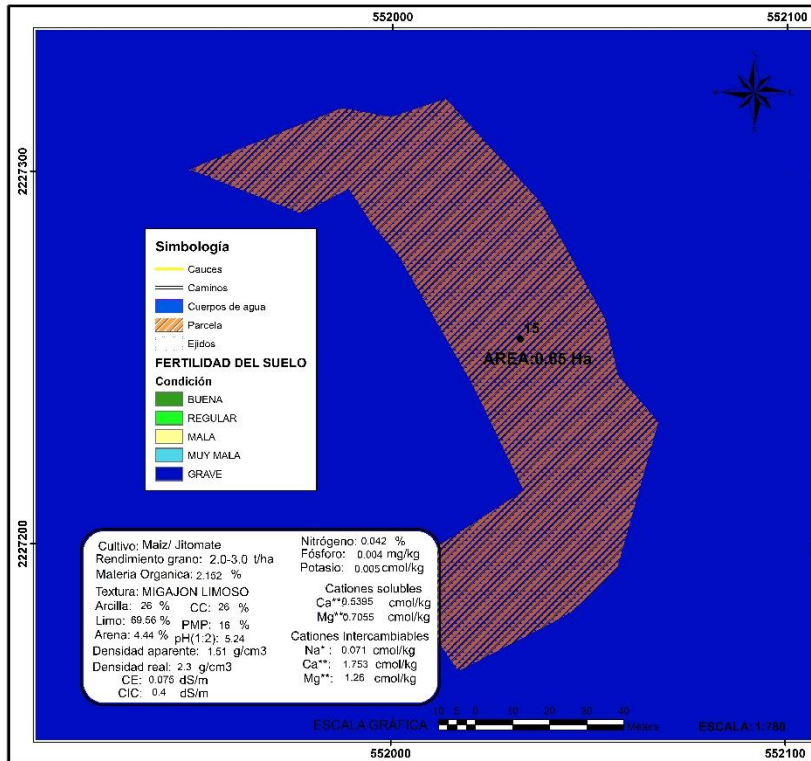 552000
552100
2227300
2227200
15
AREA:0.65 Ha
Simbología
Cauces
Caminos
Cuerpos de agua
Parcela
Ejidos
FERTILIDAD DEL SUELO
Condición
BUENA
REGULAR
MALA
MUY MALA
GRAVE
Cultivo: Maiz/ Jitomate
Rendimiento grano: 2.0-3.0 t/ha
Materia Organica: 2.152 %
Textura: MIGAJON LIMOSO
Arcilla: 26 % CC: 26 %
Limo: 69.56 % PMP: 16 %
Arena: 4.44 % pH(1:2): 5.24
Densidad aparente: 1.51 g/cm3
Densidad real: 2.3 g/cm3
CE: 0.075 dS/m
CIC: 0.4 dS/m
Nitrógeno: 0.042 %
Fósforo: 0.004 mg/kg
Potasio: 0.005 cmol/kg
Cationes solubles
Ca**: 0.5395 cmol/kg
Mg**: 0.7055 cmol/kg
Cationes Intercambiables
Na*: 0.071 cmol/kg
Ca**: 1.753 cmol/kg
Mg**: 1.26 cmol/kg
ESCALA GRÁFICA
10 5 0 10 20 30 40
Meters
ESCALA: 1:780
552000
552100